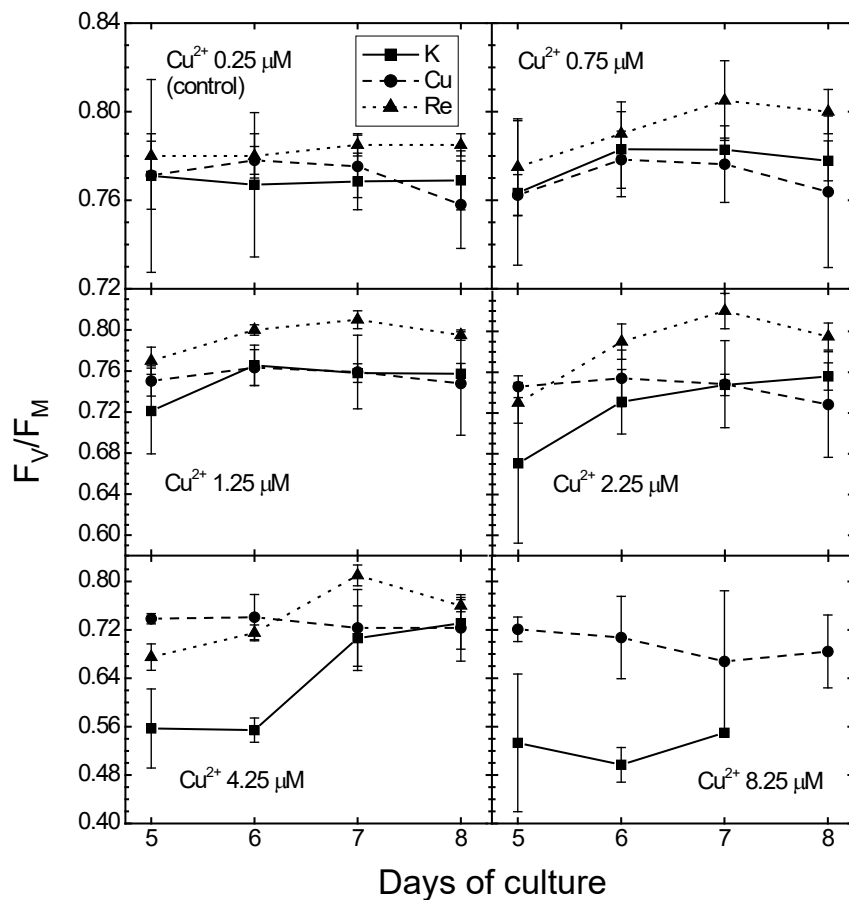 Cu²⁺ 0.25 μM
(control)
K
Cu
Re
Cu²⁺ 0.75 μM
0.84
0.80
0.76
0.72
Cu²⁺ 1.25 μM
Cu²⁺ 2.25 μM
0.80
0.76
0.72
0.68
0.64
0.60
Cu²⁺ 4.25 μM
Cu²⁺ 8.25 μM
0.80
0.72
0.64
0.56
0.48
0.40
5 6 7 8
5 6 7 8
F_V/F_M
Days of culture